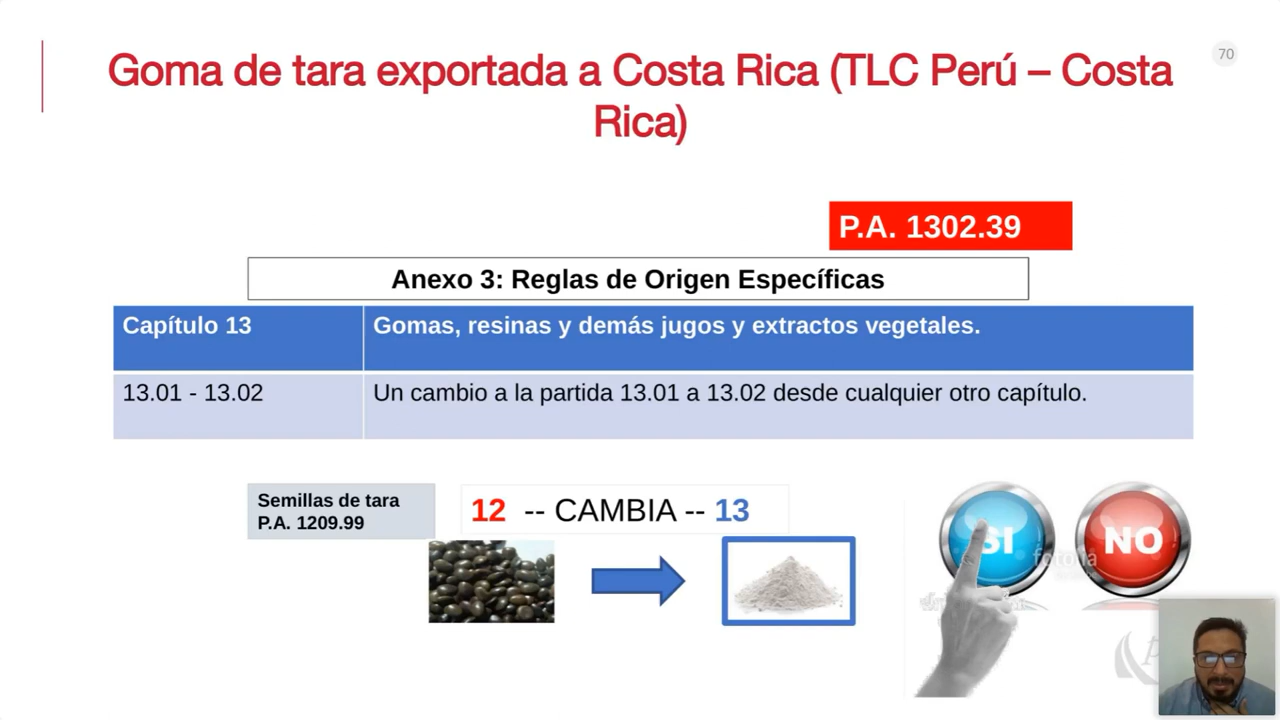 70
Goma de tara exportada a Costa Rica (TLC Perú – Costa
Rica)
P.A. 1302.39
Anexo 3: Reglas de Origen Específicas
Capítulo 13
Gomas, resinas y demás jugos y extractos vegetales.
13.01 - 13.02
Un cambio a la partida 13.01 a 13.02 desde cualquier otro capítulo.
Semillas de tara
P.A. 1209.99
12 -- CAMBIA -- 13
SI
NO
fotolia